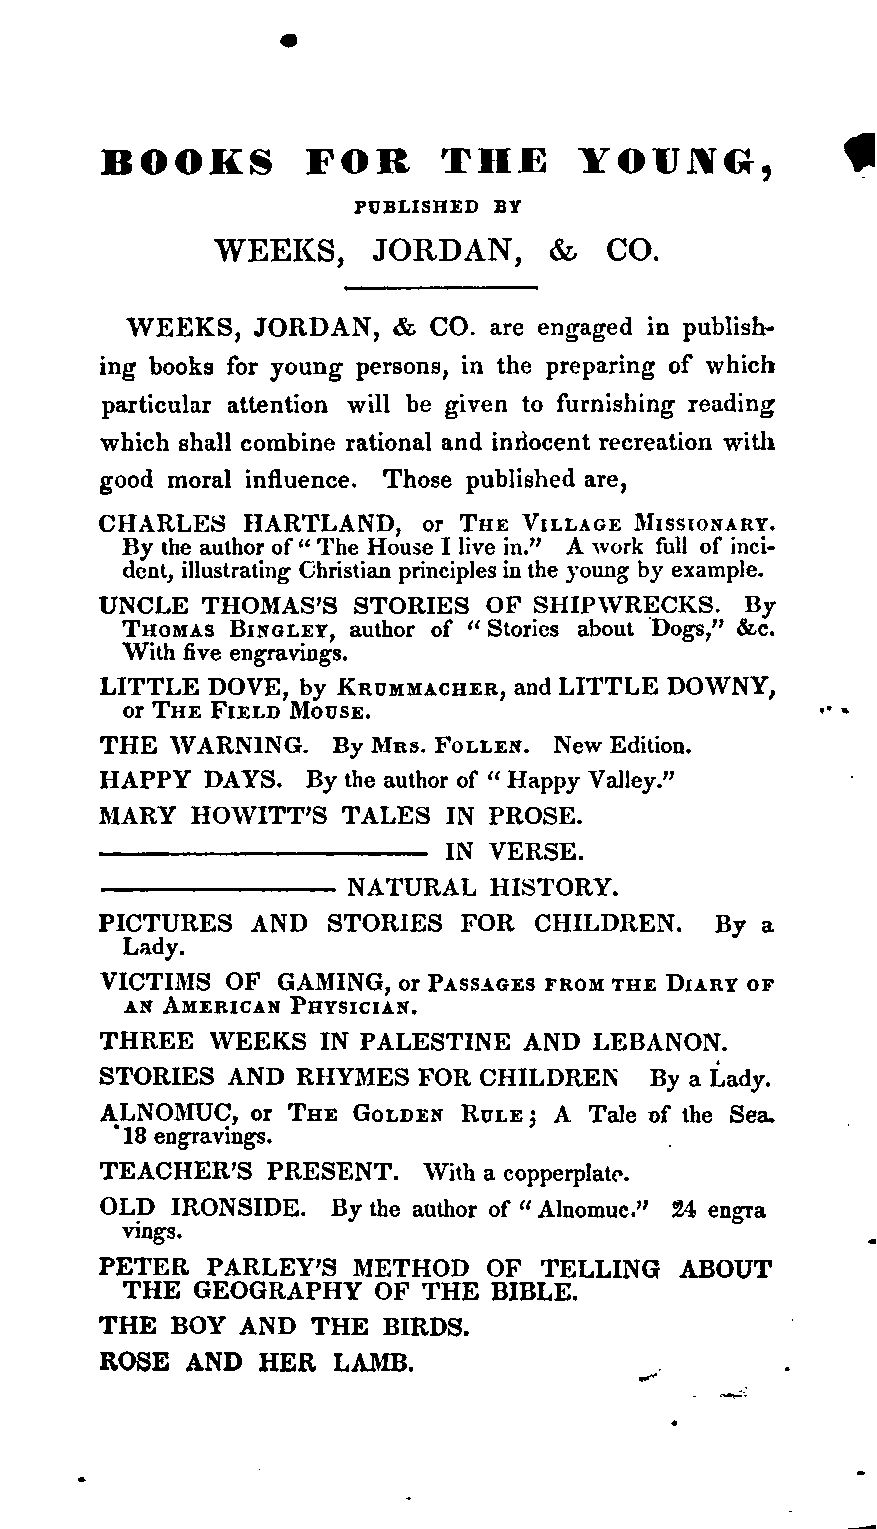 BOOKS FOR THE YOUNG,
PUBLISHED BY
WEEKS, JORDAN, & CO.
WEEKS, JORDAN, & CO. are engaged in publish-
ing books for young persons, in the preparing of which
particular attention will be given to furnishing reading
which shall combine rational and innocent recreation with
good moral influence. Those published are,
CHARLES HARTLAND, or THE VILLAGE MISSIONARY.
By the author of "The House I live in." A work full of inci-
dent, illustrating Christian principles in the young by example.
UNCLE THOMAS'S STORIES OF SHIPWRECKS. By
THOMAS BINGLEY, author of "Stories about Dogs," &c.
With five engravings.
LITTLE DOVE, by KRUMMACHER, and LITTLE DOWNY,
or THE FIELD MOUSE.
THE WARNING. By MRS. FOLLEN. New Edition.
HAPPY DAYS. By the author of "Happy Valley."
MARY HOWITT'S TALES IN PROSE.
——— IN VERSE.
——— NATURAL HISTORY.
PICTURES AND STORIES FOR CHILDREN. By a
Lady.
VICTIMS OF GAMING, or PASSAGES FROM THE DIARY OF
AN AMERICAN PHYSICIAN.
THREE WEEKS IN PALESTINE AND LEBANON.
STORIES AND RHYMES FOR CHILDREN By a Lady.
ALNOMUC, or THE GOLDEN RULE; A Tale of the Sea.
18 engravings.
TEACHER'S PRESENT. With a copperplate.
OLD IRONSIDE. By the author of "Alnomuc." 24 engra
vings.
PETER PARLEY'S METHOD OF TELLING ABOUT
THE GEOGRAPHY OF THE BIBLE.
THE BOY AND THE BIRDS.
ROSE AND HER LAMB.